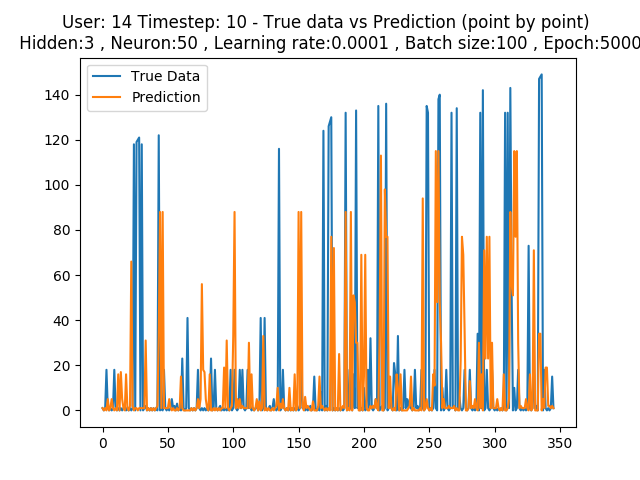 User: 14 Timestep: 10 - True data vs Prediction (point by point)
Hidden:3 , Neuron:50 , Learning rate:0.0001 , Batch size:100 , Epoch:5000
True Data
Prediction
140
120
100
80
60
40
20
0
0 50 100 150 200 250 300 350